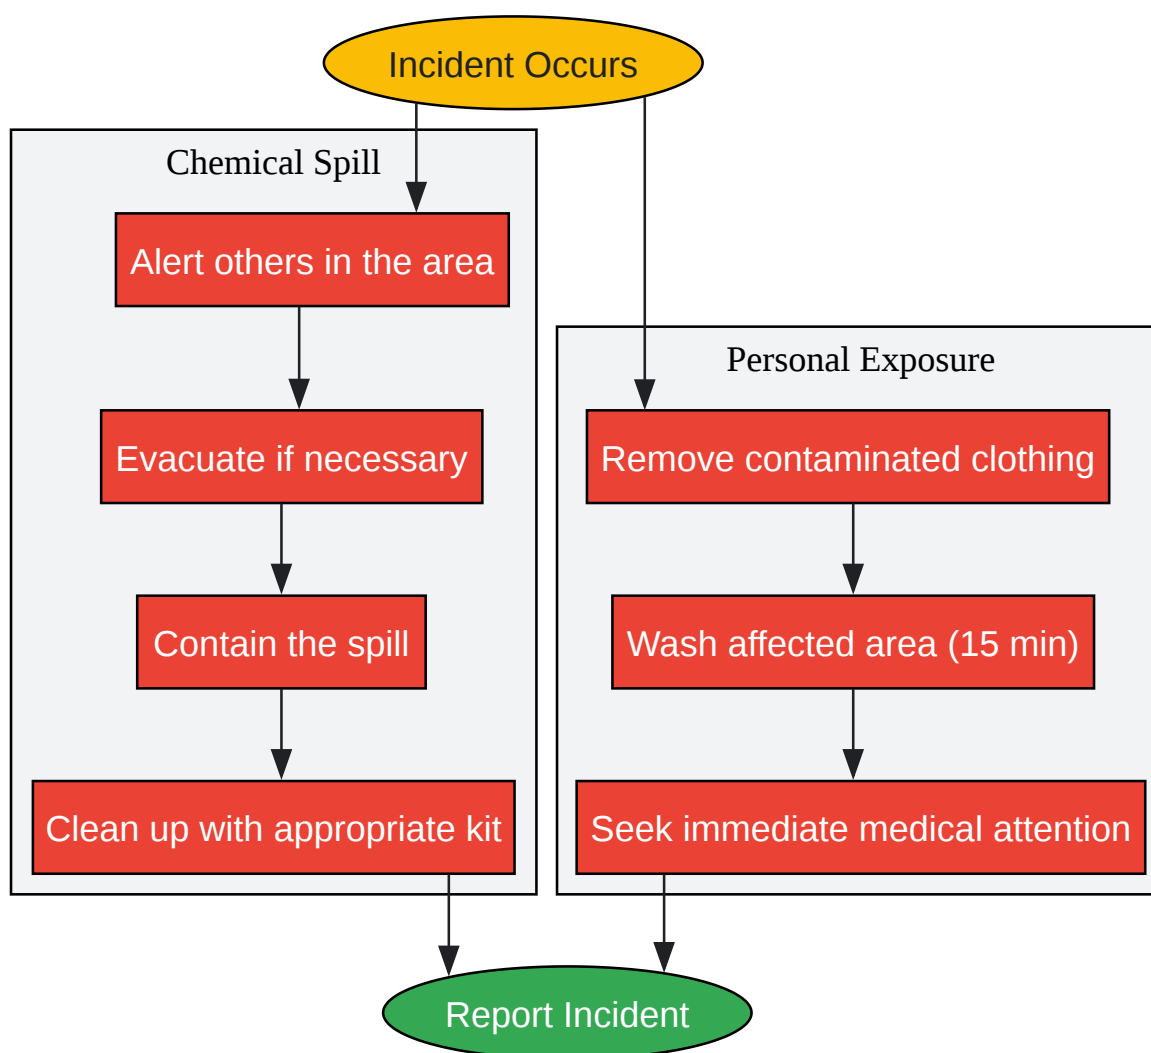 Incident Occurs
Chemical Spill
Alert others in the area
Evacuate if necessary
Contain the spill
Clean up with appropriate kit
Personal Exposure
Remove contaminated clothing
Wash affected area (15 min)
Seek immediate medical attention
Report Incident